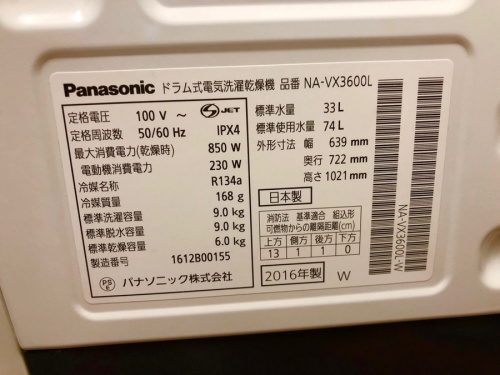 Panasonic ドラム式電気洗濯乾燥機 品番 NA-VX3600L
定格電圧 100 V ～ S JET
定格周波数 50/60 Hz IPX4
最大消費電力(乾燥時) 850 W
電動機消費電力 230 W
冷媒名称 R134a
冷媒質量 168 g
標準洗濯容量 9.0 kg
標準脱水容量 9.0 kg
標準乾燥容量 6.0 kg
製造番号 1612B00155
PS E パナソニック株式会社
標準水量 33 L
標準使用水量 74 L
外形寸法 幅 639 mm
奥行 722 mm
高さ 1021 mm
日本製
消防法 基準適合 組込形
可燃物からの離隔距離(cm)
上方 側方 後方 下方
13 1 1 0
2016年製 W
NA-VX3600L-W